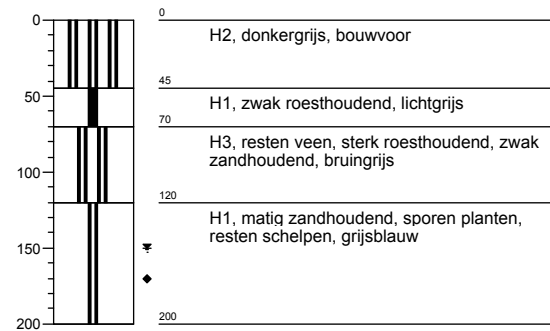 0
0
H2, donkergrijs, bouwvoor
45
50
H1, zwak roesthoudend, lichtgrijs
70
H3, resten veen, sterk roesthoudend, zwak
zandhoudend, bruingrijs
100
120
H1, matig zandhoudend, sporen planten,
resten schelpen, grijsblauw
150
200
200